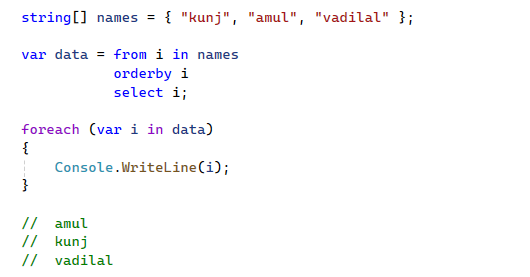 string[] names = { "kunj", "amul", "vadilal" };
var data = from i in names
           orderby i
           select i;
foreach (var i in data)
{
    Console.WriteLine(i);
}
//  amul
//  kunj
//  vadilal